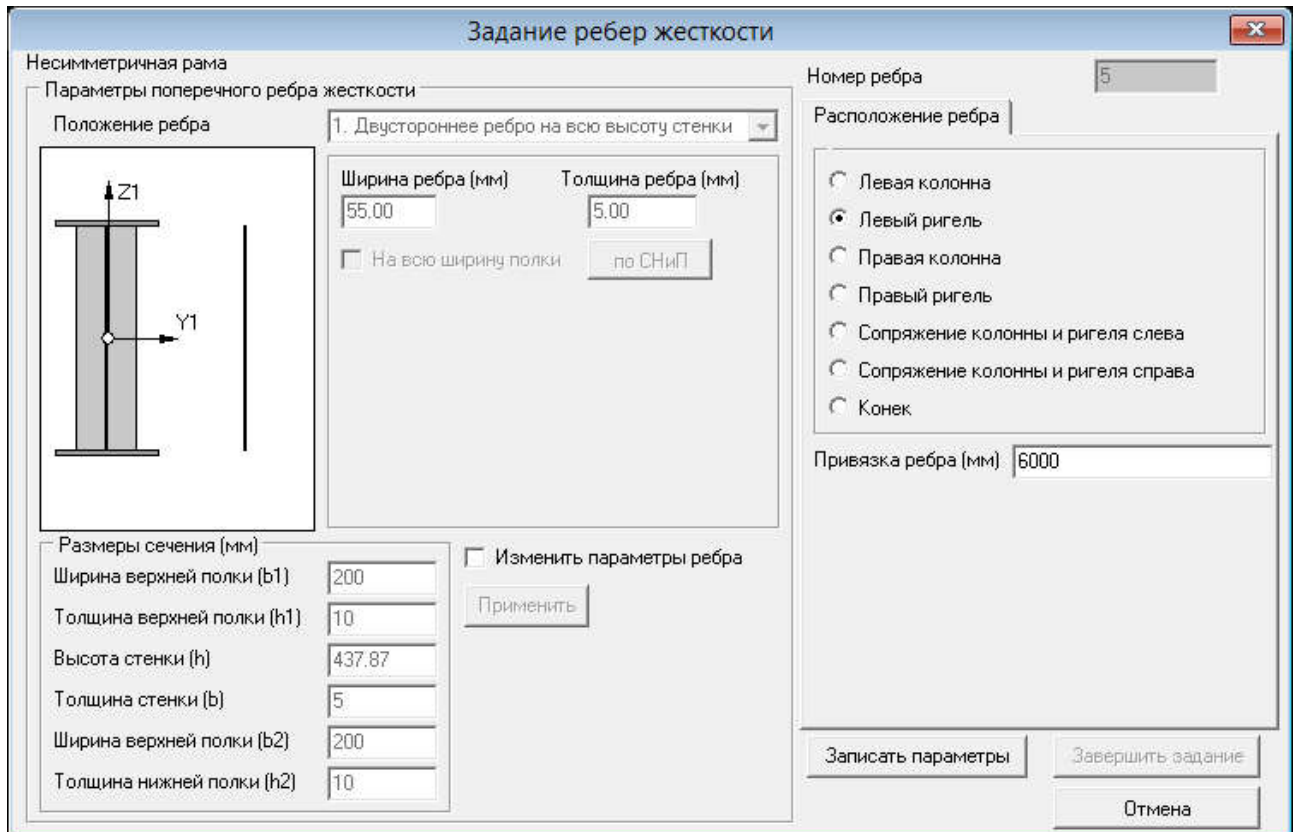 Задание ребер жесткости
Несимметричная рама
Параметры поперечного ребра жесткости
Положение ребра
1. Двустороннее ребро на всю высоту стенки
Z1
Y1
Ширина ребра (мм) Толщина ребра (мм)
55.00 5.00
На всю ширину полки по СНиП
Размеры сечения (мм)
Ширина верхней полки (b1) 200
Толщина верхней полки (h1) 10
Высота стенки (h) 437.87
Толщина стенки (b) 5
Ширина верхней полки (b2) 200
Толщина нижней полки (h2) 10
Изменить параметры ребра
Применить
Номер ребра 5
Расположение ребра
Левая колонна
Левый ригель
Правая колонна
Правый ригель
Сопряжение колонны и ригеля слева
Сопряжение колонны и ригеля справа
Конек
Привязка ребра (мм) 6000
Записать параметры Завершить задание
Отмена